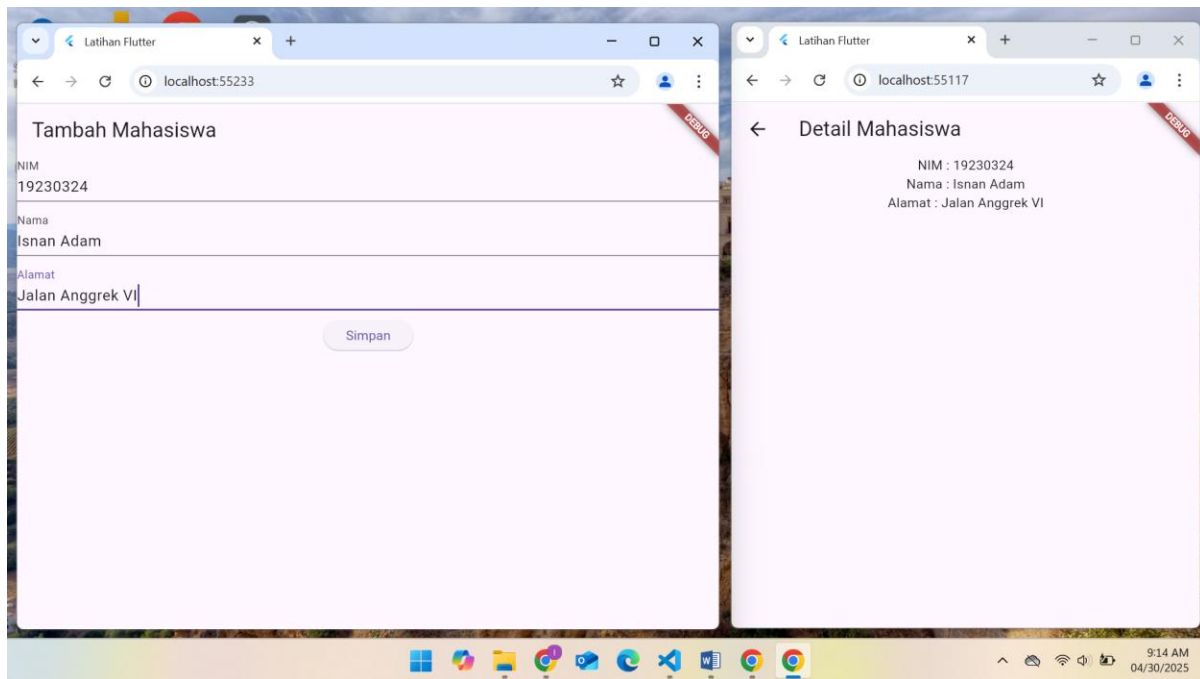 Latihan Flutter
localhost:55233
Tambah Mahasiswa
DEBUG
NIM
19230324
Nama
Isnan Adam
Alamat
Jalan Anggrek VI
Simpan
Latihan Flutter
localhost:55117
Detail Mahasiswa
DEBUG
NIM : 19230324
Nama : Isnan Adam
Alamat : Jalan Anggrek VI
9:14 AM
04/30/2025